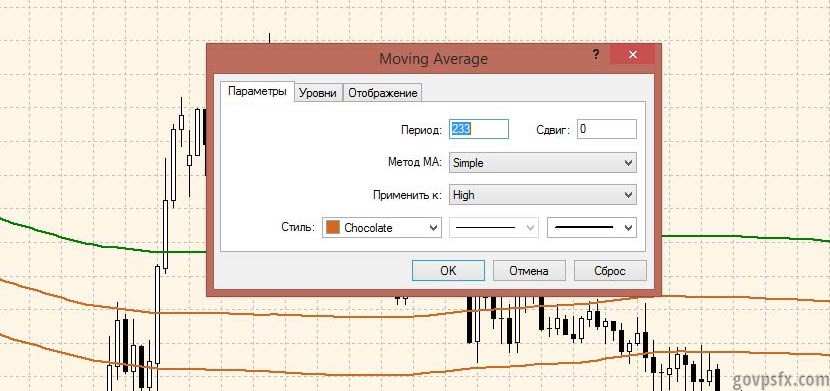 Moving Average
?
×
Параметры Уровни Отображение
Период: 233 Сдвиг: 0
Метод МА: Simple
Применить к: High
Стиль: Chocolate
OK Отмена Сброс
govpsfx.com